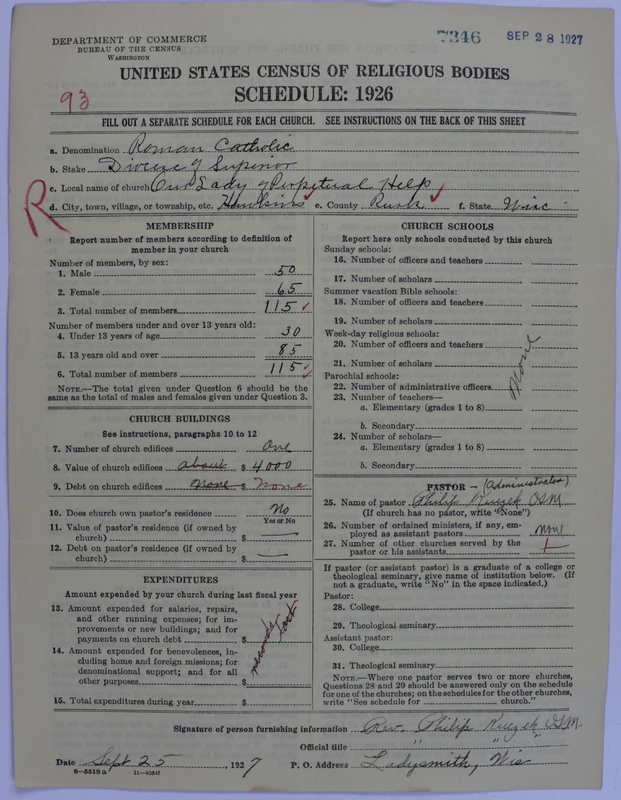 DEPARTMENT OF COMMERCE
BUREAU OF THE CENSUS
WASHINGTON
7346 SEP 28 1927
UNITED STATES CENSUS OF RELIGIOUS BODIES
SCHEDULE: 1926
93
FILL OUT A SEPARATE SCHEDULE FOR EACH CHURCH. SEE INSTRUCTIONS ON THE BACK OF THIS SHEET
a. Denomination Roman Catholic
b. Stake Diocese of Superior
c. Local name of church Our Lady of Perpetual Help
R
d. City, town, village, or township, etc. Hawkins e. County Rusk f. State Wisc
MEMBERSHIP
Report number of members according to definition of member in your church
Number of members, by sex:
1. Male 50
2. Female 65
3. Total number of members 115
Number of members under and over 13 years old:
4. Under 13 years of age 30
5. 13 years old and over 85
6. Total number of members 115
NOTE.—The total given under Question 6 should be the same as the total of males and females given under Question 3.
CHURCH BUILDINGS
See instructions, paragraphs 10 to 12
7. Number of church edifices One
8. Value of church edifices about $ 4000
9. Debt on church edifices none $ None
10. Does church own pastor's residence? No
Yes or No
11. Value of pastor's residence (if owned by church) $ —
12. Debt on pastor's residence (if owned by church) $ —
EXPENDITURES
Amount expended by your church during last fiscal year
13. Amount expended for salaries, repairs, and other running expenses; for improvements or new buildings; and for payments on church debt $
14. Amount expended for benevolences, including home and foreign missions; for denominational support; and for all other purposes $
records lost
15. Total expenditures during year $
CHURCH SCHOOLS
Report here only schools conducted by this church
Sunday schools:
16. Number of officers and teachers
17. Number of scholars
Summer vacation Bible schools:
18. Number of officers and teachers
19. Number of scholars
Week-day religious schools:
20. Number of officers and teachers
21. Number of scholars
Parochial schools:
22. Number of administrative officers
None
23. Number of teachers—
a. Elementary (grades 1 to 8)
b. Secondary
24. Number of scholars—
a. Elementary (grades 1 to 8)
b. Secondary
PASTOR — (Administrator)
25. Name of pastor Philip OSM
(If church has no pastor, write "None")
26. Number of ordained ministers, if any, employed as assistant pastors None
27. Number of other churches served by the pastor or his assistants 1
If pastor (or assistant pastor) is a graduate of a college or theological seminary, give name of institution below. (If not a graduate, write "No" in the space indicated.)
Pastor:
28. College
29. Theological seminary
Assistant pastor:
30. College
31. Theological seminary
NOTE.—Where one pastor serves two or more churches, Questions 28 and 29 should be answered only on the schedule for one of the churches; on the schedules for the other churches, write "See schedule for church."
Signature of person furnishing information Rev. Philip OSM
Official title " " "
Date Sept 25, 1927 P. O. Address Ladysmith, Wis
8—5513a 11—9051f